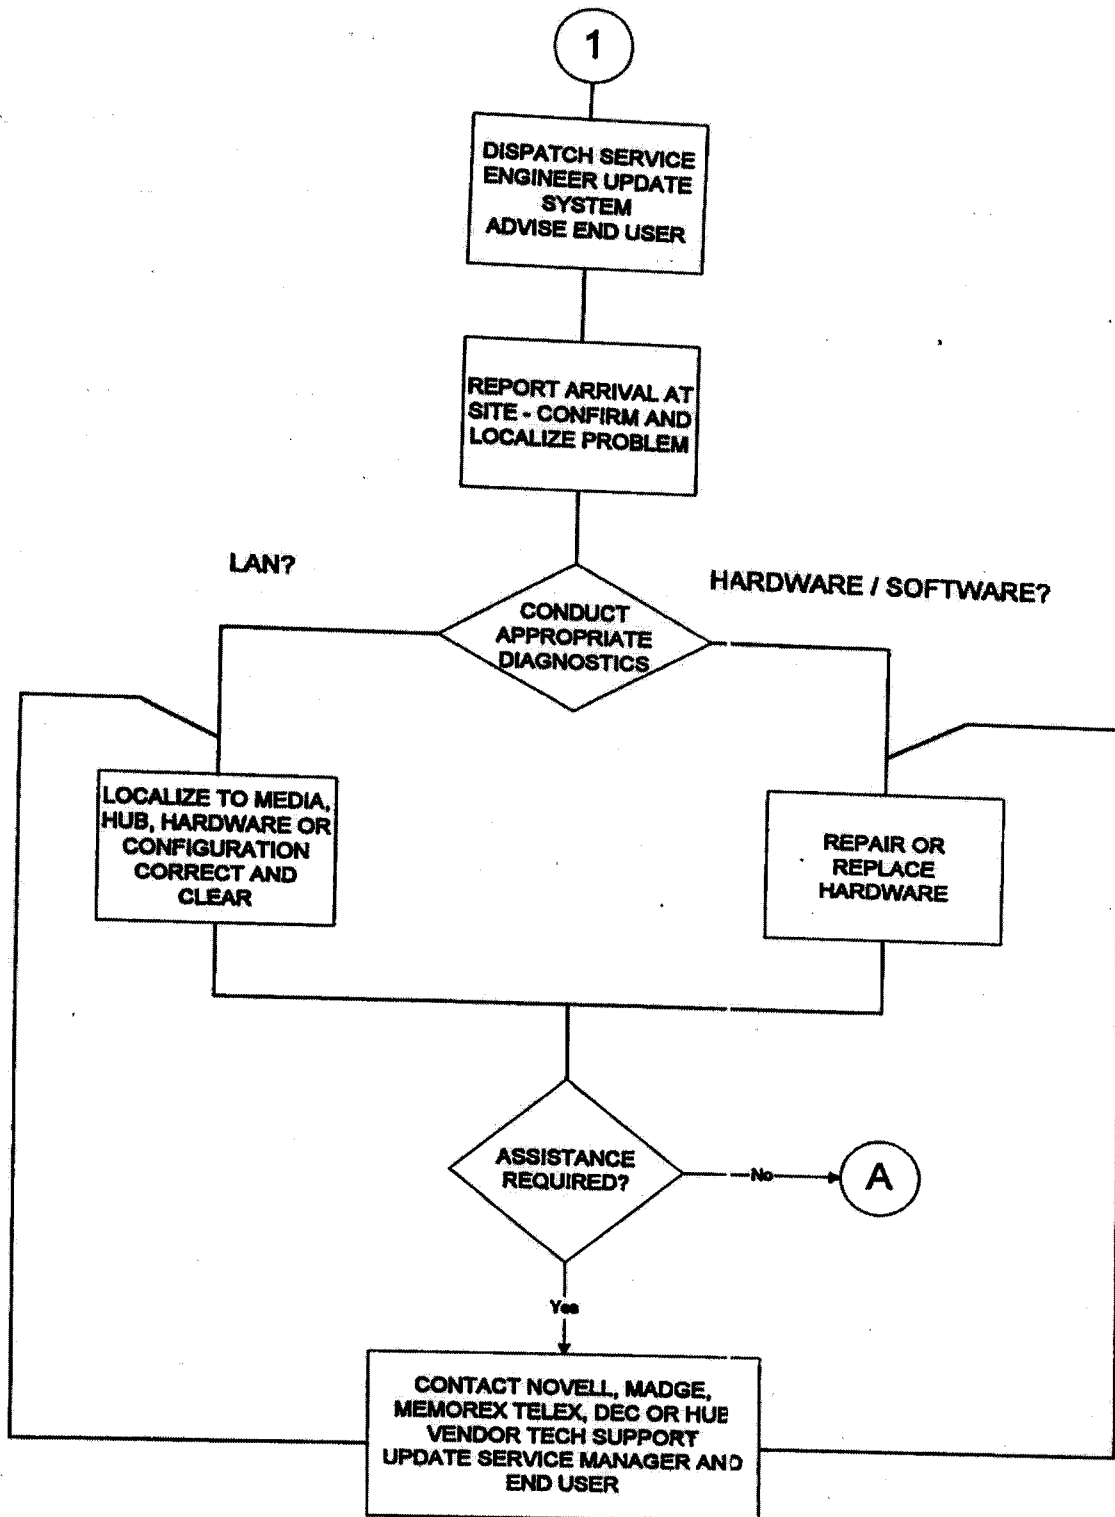 1
DISPATCH SERVICE
ENGINEER UPDATE
SYSTEM
ADVISE END USER
REPORT ARRIVAL AT
SITE - CONFIRM AND
LOCALIZE PROBLEM
LAN?
HARDWARE / SOFTWARE?
CONDUCT
APPROPRIATE
DIAGNOSTICS
LOCALIZE TO MEDIA,
HUB, HARDWARE OR
CONFIGURATION
CORRECT AND
CLEAR
REPAIR OR
REPLACE
HARDWARE
ASSISTANCE
REQUIRED?
No
A
Yes
CONTACT NOVELL, MADGE,
MEMOREX TELEX, DEC OR HUB
VENDOR TECH SUPPORT
UPDATE SERVICE MANAGER AND
END USER